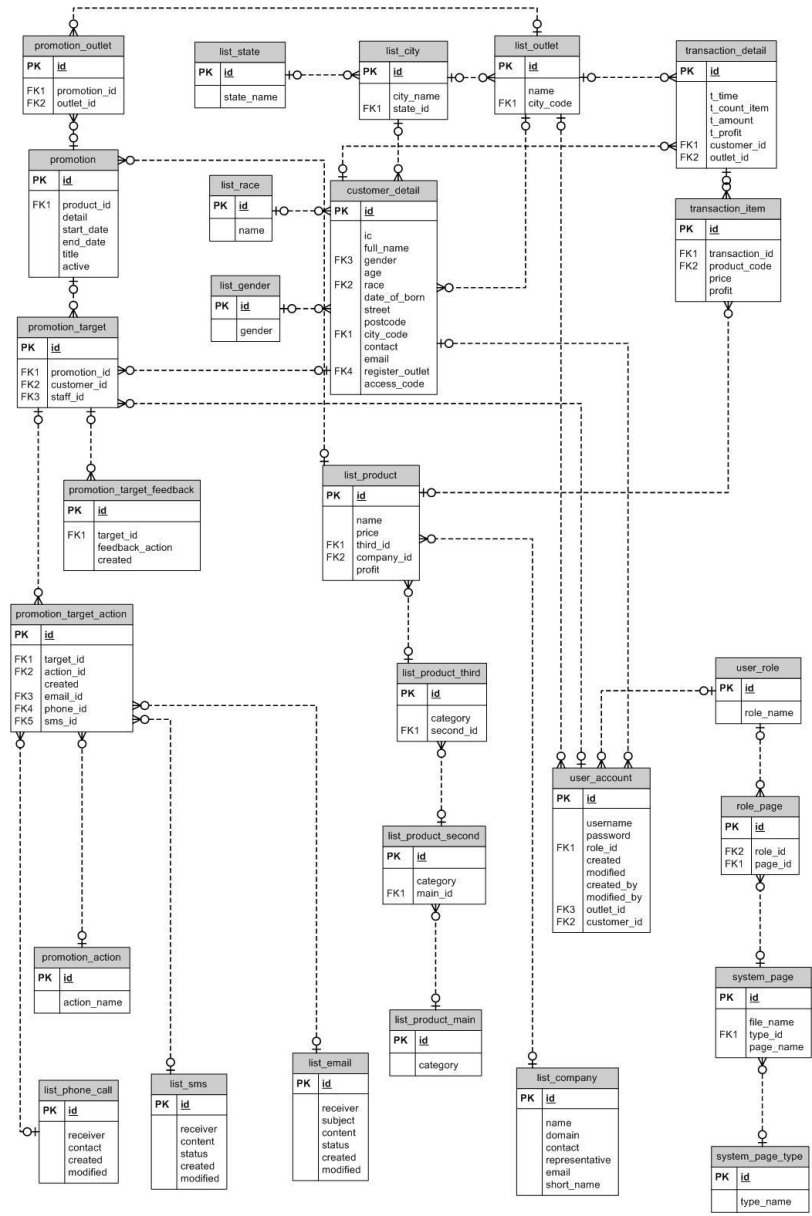 promotion_outlet
PK id
FK1 promotion_id
FK2 outlet_id
list_state
PK id
state_name
list_city
PK id
city_name
FK1 state_id
list_outlet
PK id
name
FK1 city_code
transaction_detail
PK id
t_time
t_count_item
t_amount
t_profit
FK1 customer_id
FK2 outlet_id
promotion
PK id
FK1 product_id
detail
start_date
end_date
title
active
list_race
PK id
name
customer_detail
PK id
ic
full_name
FK3 gender
age
FK2 race
date_of_born
street
postcode
FK1 city_code
contact
email
FK4 register_outlet
access_code
transaction_item
PK id
FK1 transaction_id
FK2 product_code
price
profit
list_gender
PK id
gender
promotion_target
PK id
FK1 promotion_id
FK2 customer_id
FK3 staff_id
promotion_target_feedback
PK id
FK1 target_id
feedback_action
created
list_product
PK id
name
price
FK1 third_id
FK2 company_id
profit
promotion_target_action
PK id
FK1 target_id
FK2 action_id
created
FK3 email_id
FK4 phone_id
FK5 sms_id
list_product_third
PK id
category
FK1 second_id
user_role
PK id
role_name
user_account
PK id
username
password
FK1 role_id
created
modified
created_by
modified_by
FK3 outlet_id
FK2 customer_id
role_page
PK id
FK2 role_id
FK1 page_id
list_product_second
PK id
category
FK1 main_id
promotion_action
PK id
action_name
system_page
PK id
file_name
FK1 type_id
page_name
list_product_main
PK id
category
list_phone_call
PK id
receiver
contact
created
modified
list_sms
PK id
receiver
content
status
created
modified
list_email
PK id
receiver
subject
content
status
created
modified
list_company
PK id
name
domain
contact
representative
email
short_name
system_page_type
PK id
type_name